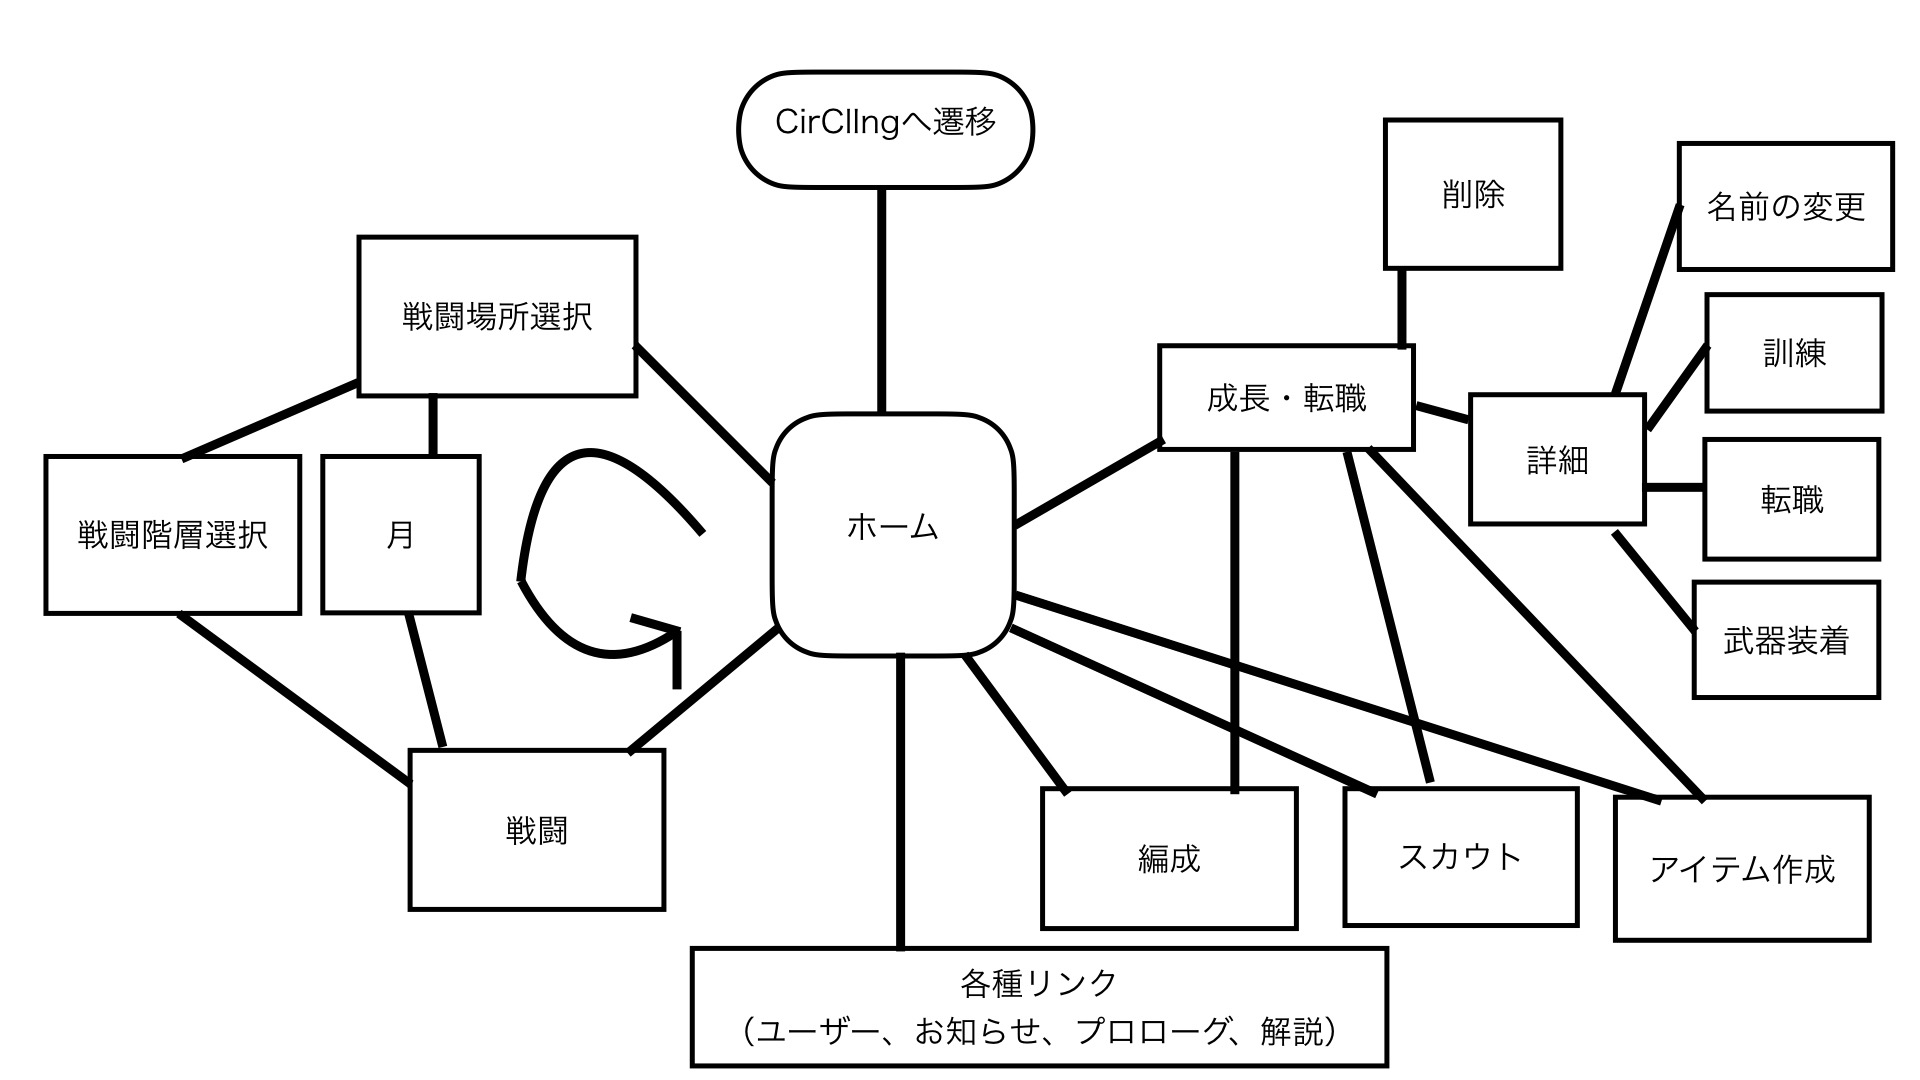 CirCIIngへ遷移
削除
名前の変更
戦闘場所選択
訓練
成長・転職
詳細
転職
戦闘階層選択
月
ホーム
武器装着
戦闘
編成
スカウト
アイテム作成
各種リンク
（ユーザー、お知らせ、プロローグ、解説）